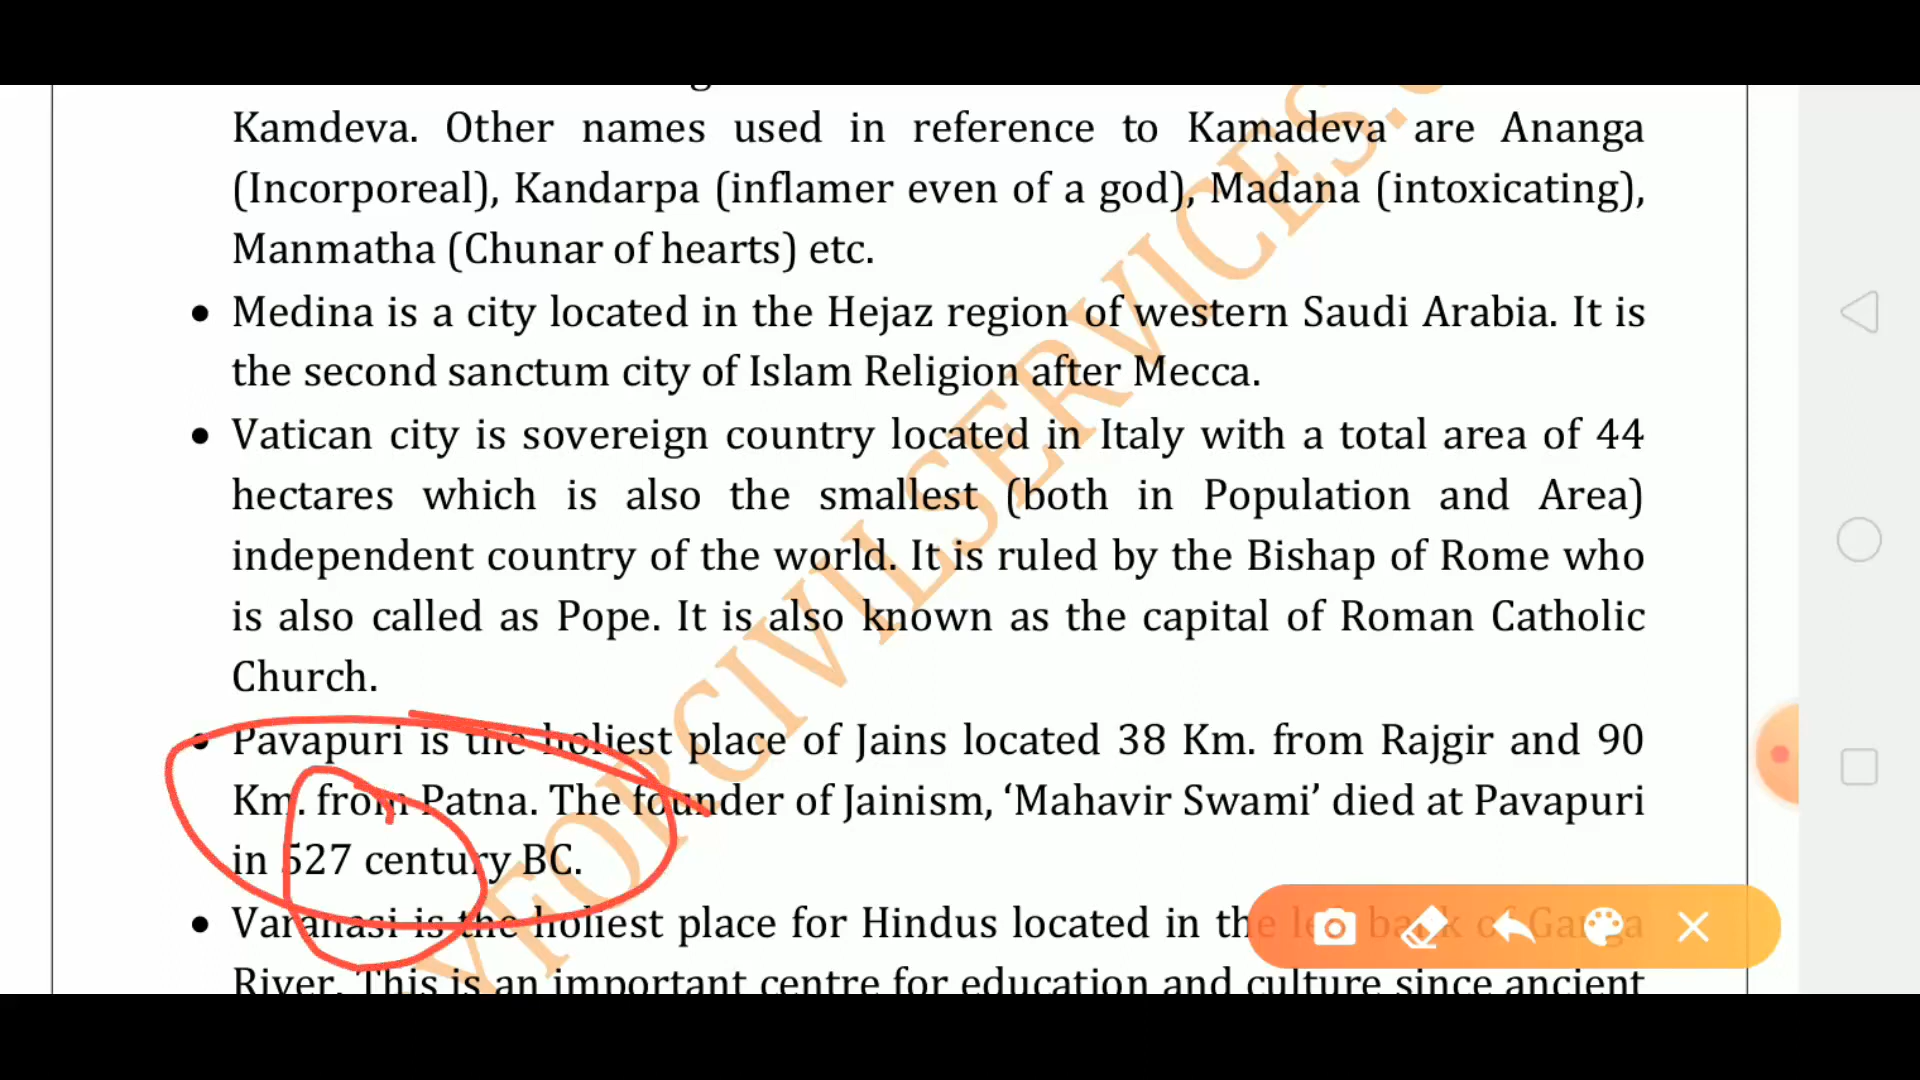 Kamdeva. Other names used in reference to Kamadeva are Ananga
(Incorporeal), Kandarpa (inflamer even of a god), Madana (intoxicating),
Manmatha (Chunar of hearts) etc.
• Medina is a city located in the Hejaz region of western Saudi Arabia. It is
the second sanctum city of Islam Religion after Mecca.
• Vatican city is sovereign country located in Italy with a total area of 44
hectares which is also the smallest (both in Population and Area)
independent country of the world. It is ruled by the Bishap of Rome who
is also called as Pope. It is also known as the capital of Roman Catholic
Church.
• Pavapuri is the holiest place of Jains located 38 Km. from Rajgir and 90
Km. from Patna. The founder of Jainism, ‘Mahavir Swami’ died at Pavapuri
in 527 century BC.
• Varanasi is the holiest place for Hindus located in the left bank of Ganga
River. This is an important centre for education and culture since ancient
YFORCIVILSERVICES.